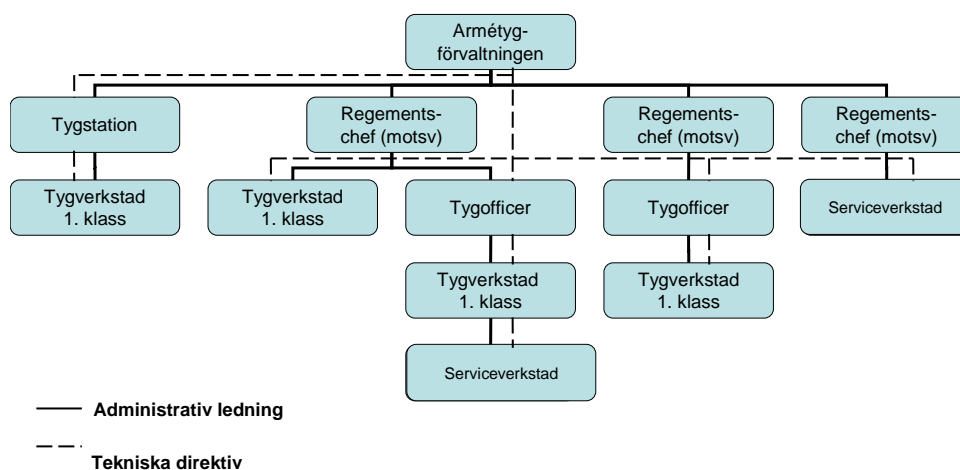 Armétyg-
förvaltningen
Tygstation
Regements-
chef (motsv)
Regements-
chef (motsv)
Regements-
chef (motsv)
Tygverkstad
1. klass
Tygverkstad
1. klass
Tygofficer
Tygofficer
Serviceverkstad
Tygverkstad
1. klass
Tygverkstad
1. klass
Serviceverkstad
Administrativ ledning
Tekniska direktiv